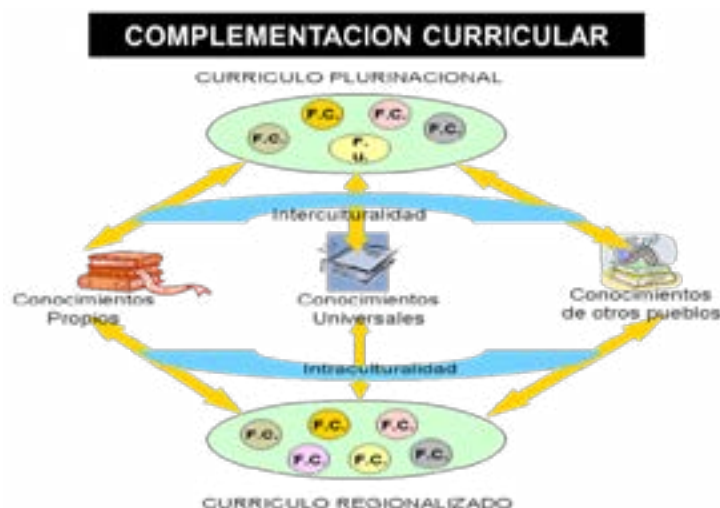 COMPLEMENTACION CURRICULAR
CURRICULO PLURINACIONAL
F.C. F.C.
F.C. F.C.
F.
U.
Interculturalidad
Conocimientos
Propios
Conocimientos
Universales
Conocimientos
de otros pueblos
Intraculturalidad
F.C. F.C. F.C.
F.C. F.C. F.C.
CURRICULO REGIONALIZADO